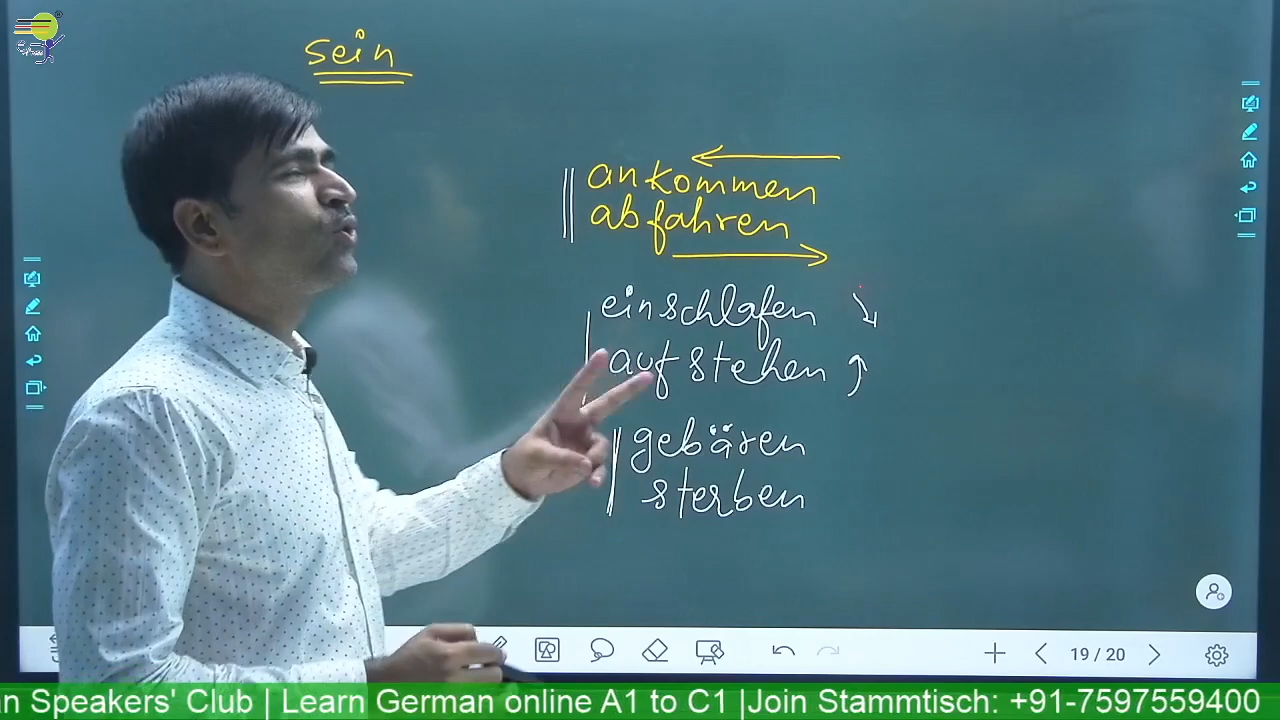 sein
ankommen
abfahren
einschlafen
aufstehen
gebären
sterben
19 / 20
n Speakers' Club | Learn German online A1 to C1 |Join Stammtisch: +91-7597559400